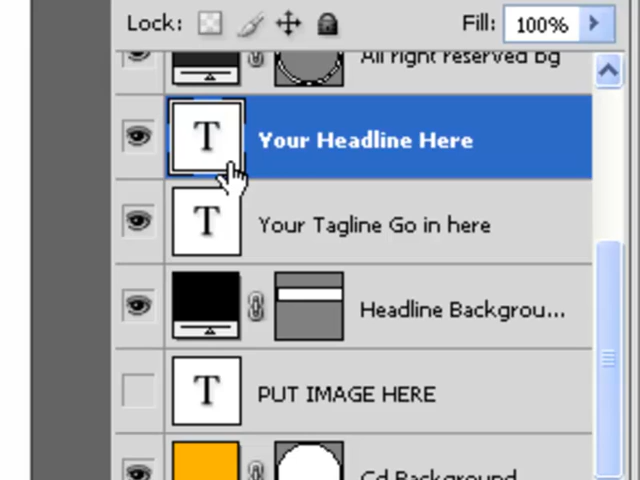 Lock: Fill: 100%
All right reserved bg
T Your Headline Here
T Your Tagline Go in here
Headline Backgrou...
T PUT IMAGE HERE
Cd Background